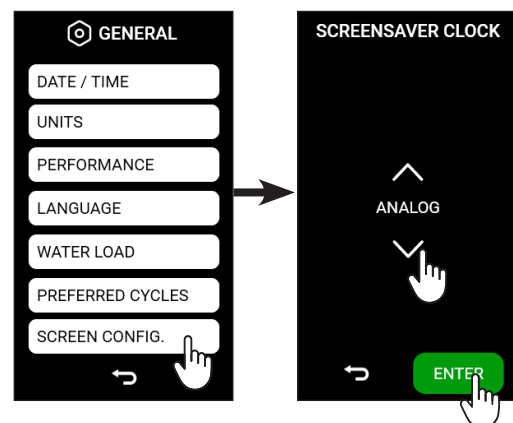 GENERAL
DATE / TIME
UNITS
PERFORMANCE
LANGUAGE
WATER LOAD
PREFERRED CYCLES
SCREEN CONFIG.
SCREENSAVER CLOCK
ANALOG
ENTER